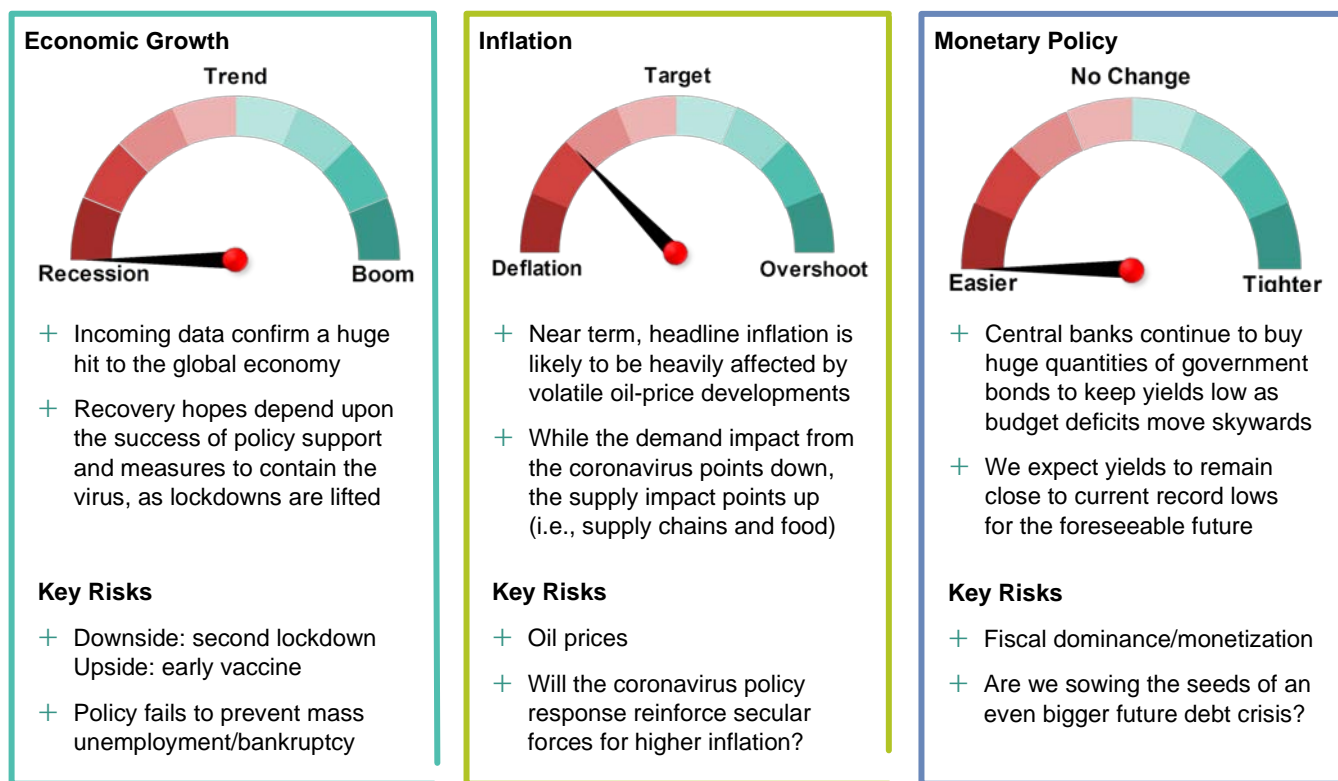 Economic Growth
Trend
Recession
Boom
+ Incoming data confirm a huge
hit to the global economy
+ Recovery hopes depend upon
the success of policy support
and measures to contain the
virus, as lockdowns are lifted
Key Risks
+ Downside: second lockdown
Upside: early vaccine
+ Policy fails to prevent mass
unemployment/bankruptcy
Inflation
Target
Deflation
Overshoot
+ Near term, headline inflation is
likely to be heavily affected by
volatile oil-price developments
+ While the demand impact from
the coronavirus points down,
the supply impact points up
(i.e., supply chains and food)
Key Risks
+ Oil prices
+ Will the coronavirus policy
response reinforce secular
forces for higher inflation?
Monetary Policy
No Change
Easier
Tighter
+ Central banks continue to buy
huge quantities of government
bonds to keep yields low as
budget deficits move skywards
+ We expect yields to remain
close to current record lows
for the foreseeable future
Key Risks
+ Fiscal dominance/monetization
+ Are we sowing the seeds of an
even bigger future debt crisis?